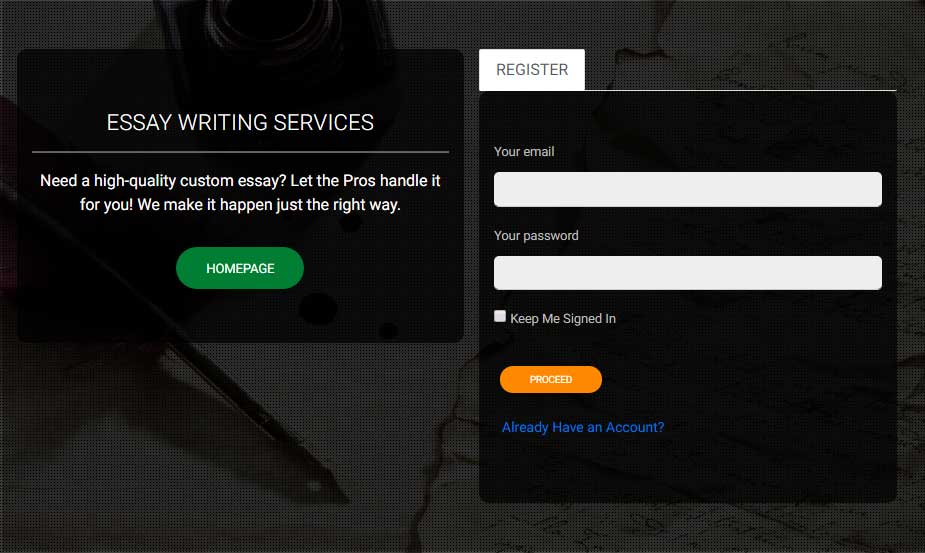 ESSAY WRITING SERVICES
Need a high-quality custom essay? Let the Pros handle it
for you! We make it happen just the right way.
HOMEPAGE
REGISTER
Your email
Your password
Keep Me Signed In
PROCEED
Already Have an Account?